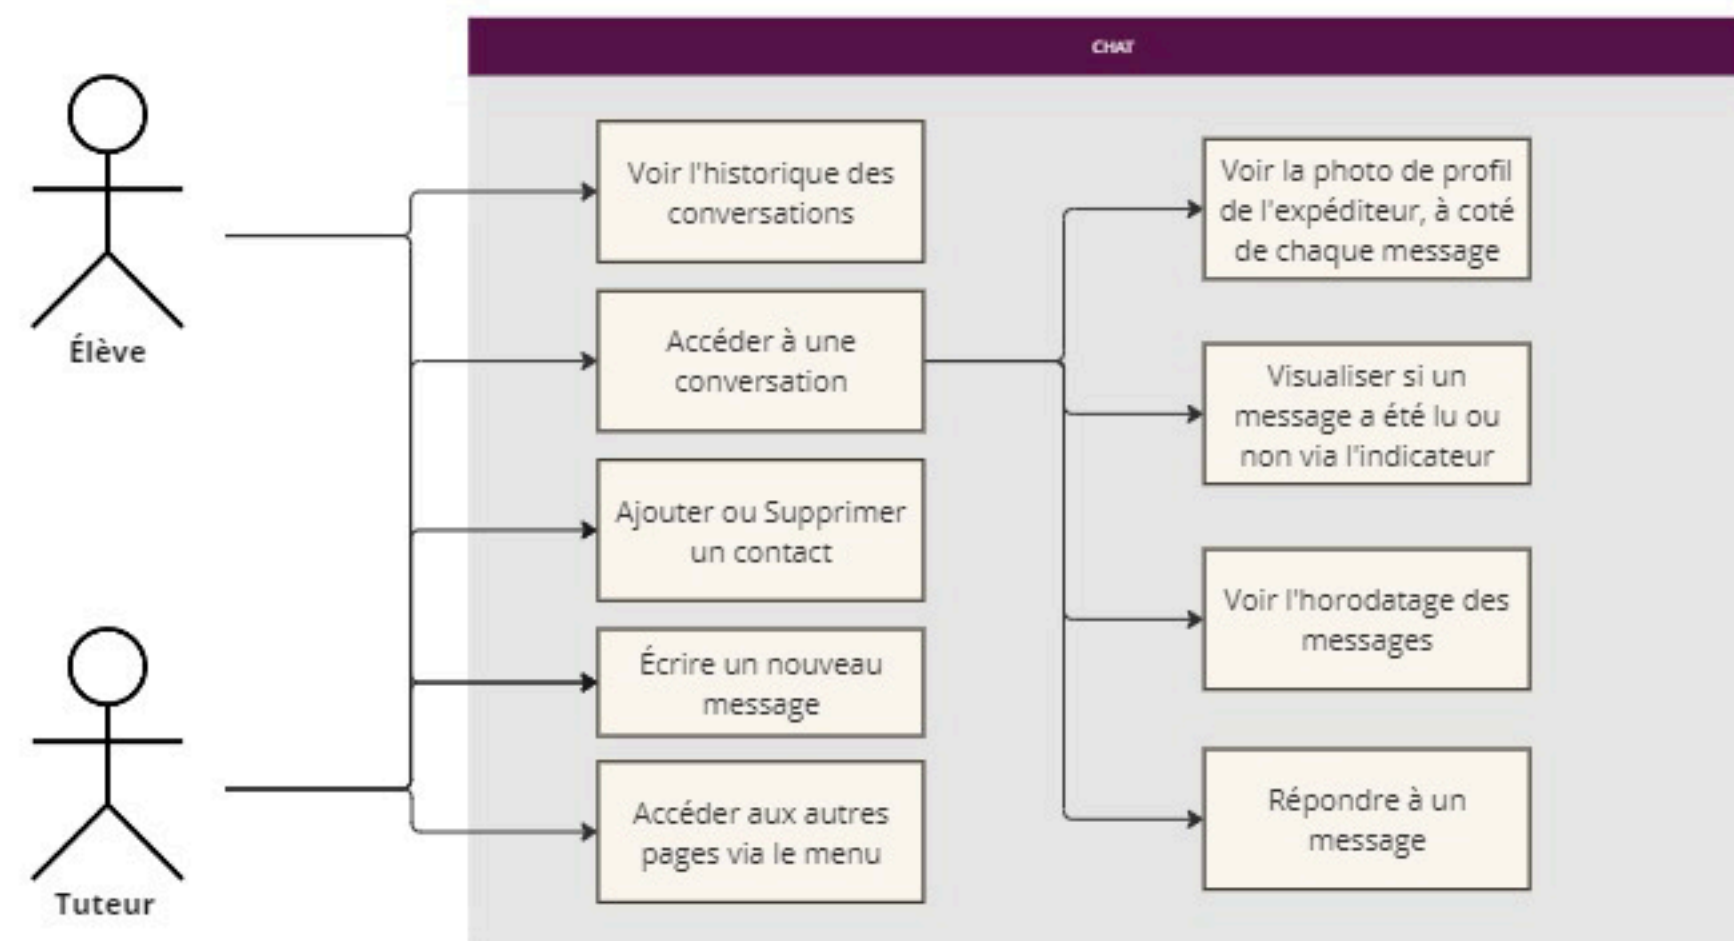 CHAT
Élève
Tuteur
Voir l'historique des
conversations
Accéder à une
conversation
Ajouter ou Supprimer
un contact
Écrire un nouveau
message
Accéder aux autres
pages via le menu
Voir la photo de profil
de l'expéditeur, à coté
de chaque message
Visualiser si un
message a été lu ou
non via l'indicateur
Voir l'horodatage des
messages
Répondre à un
message